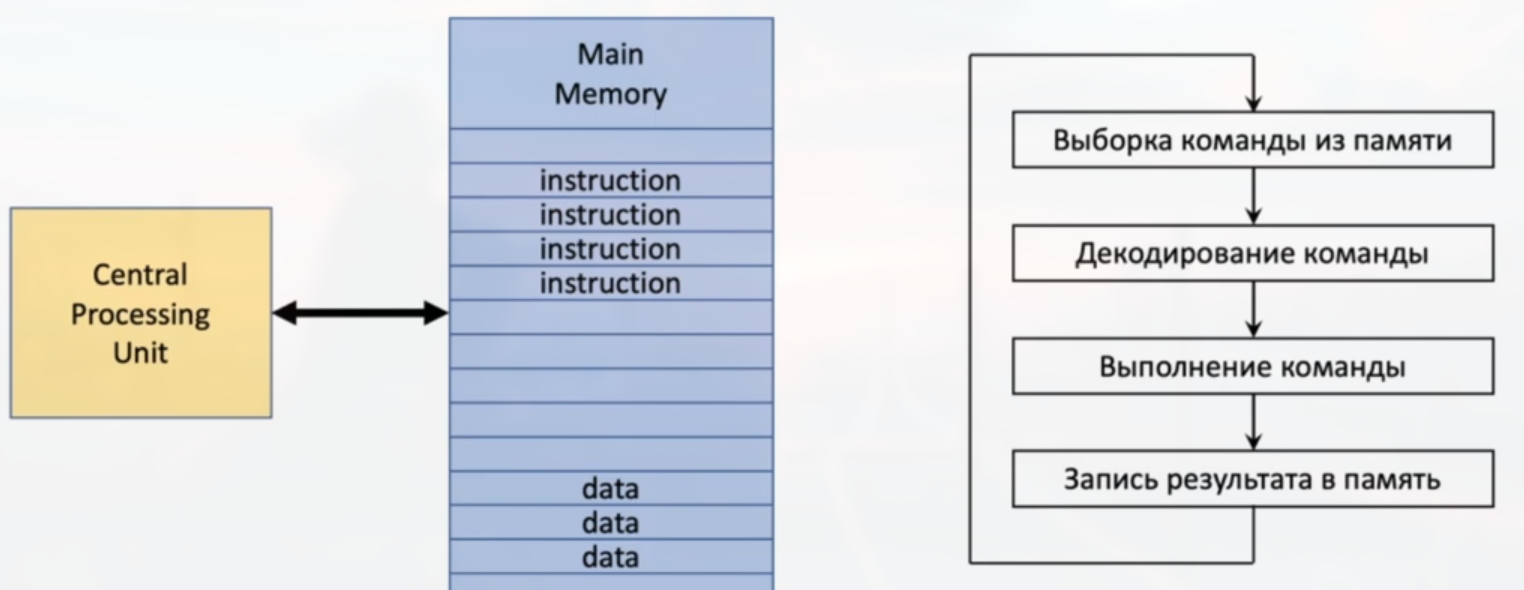 Main
Memory
instruction
instruction
instruction
instruction
data
data
data
Central
Processing
Unit
Выборка команды из памяти
Декодирование команды
Выполнение команды
Запись результата в память